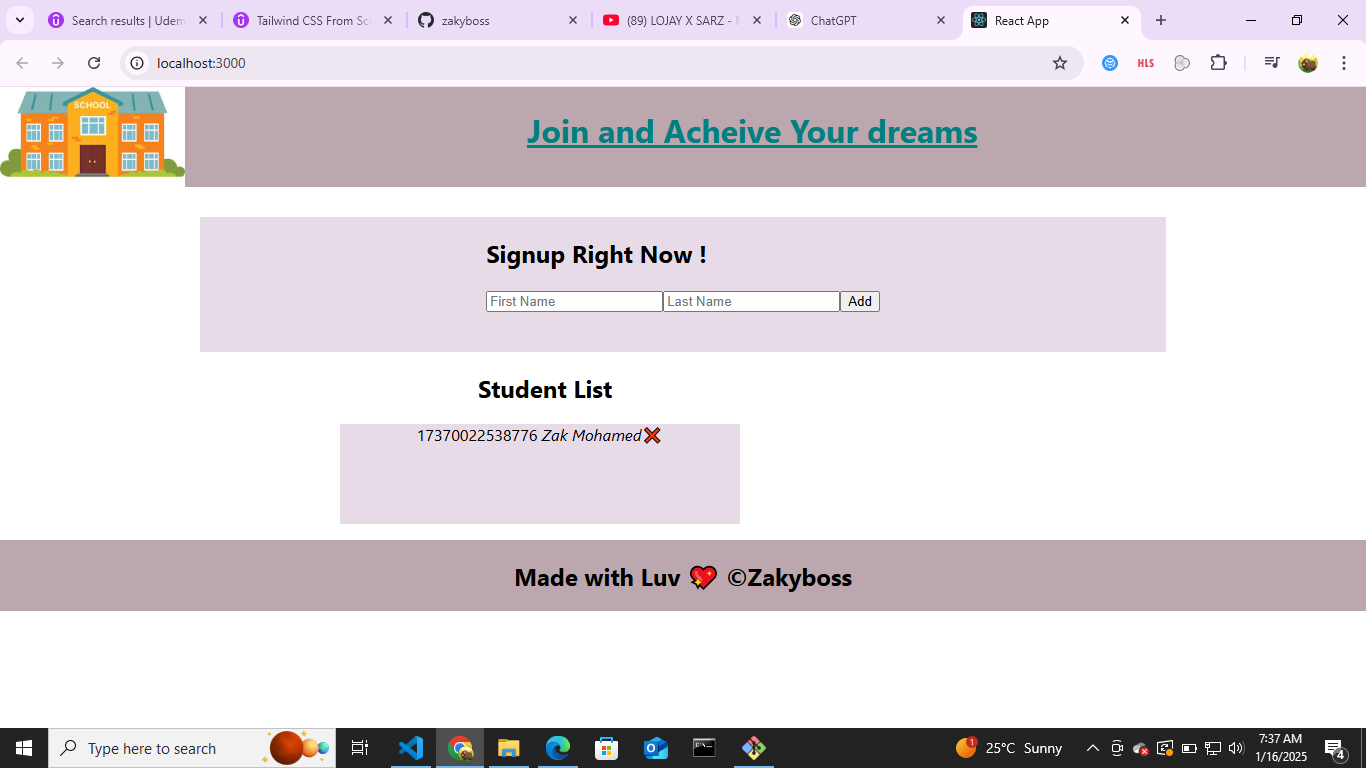 Search results | Udem
Tailwind CSS From Sc
zakyboss
(89) LOJAY X SARZ -
ChatGPT
React App
localhost:3000
HLS
SCHOOL
Join and Acheive Your dreams
Signup Right Now !
First Name
Last Name
Add
Student List
17370022538776 Zak Mohamed❌
Made with Luv 💖 ©Zakyboss
Type here to search
1
25°C Sunny
7:37 AM
1/16/2025
4